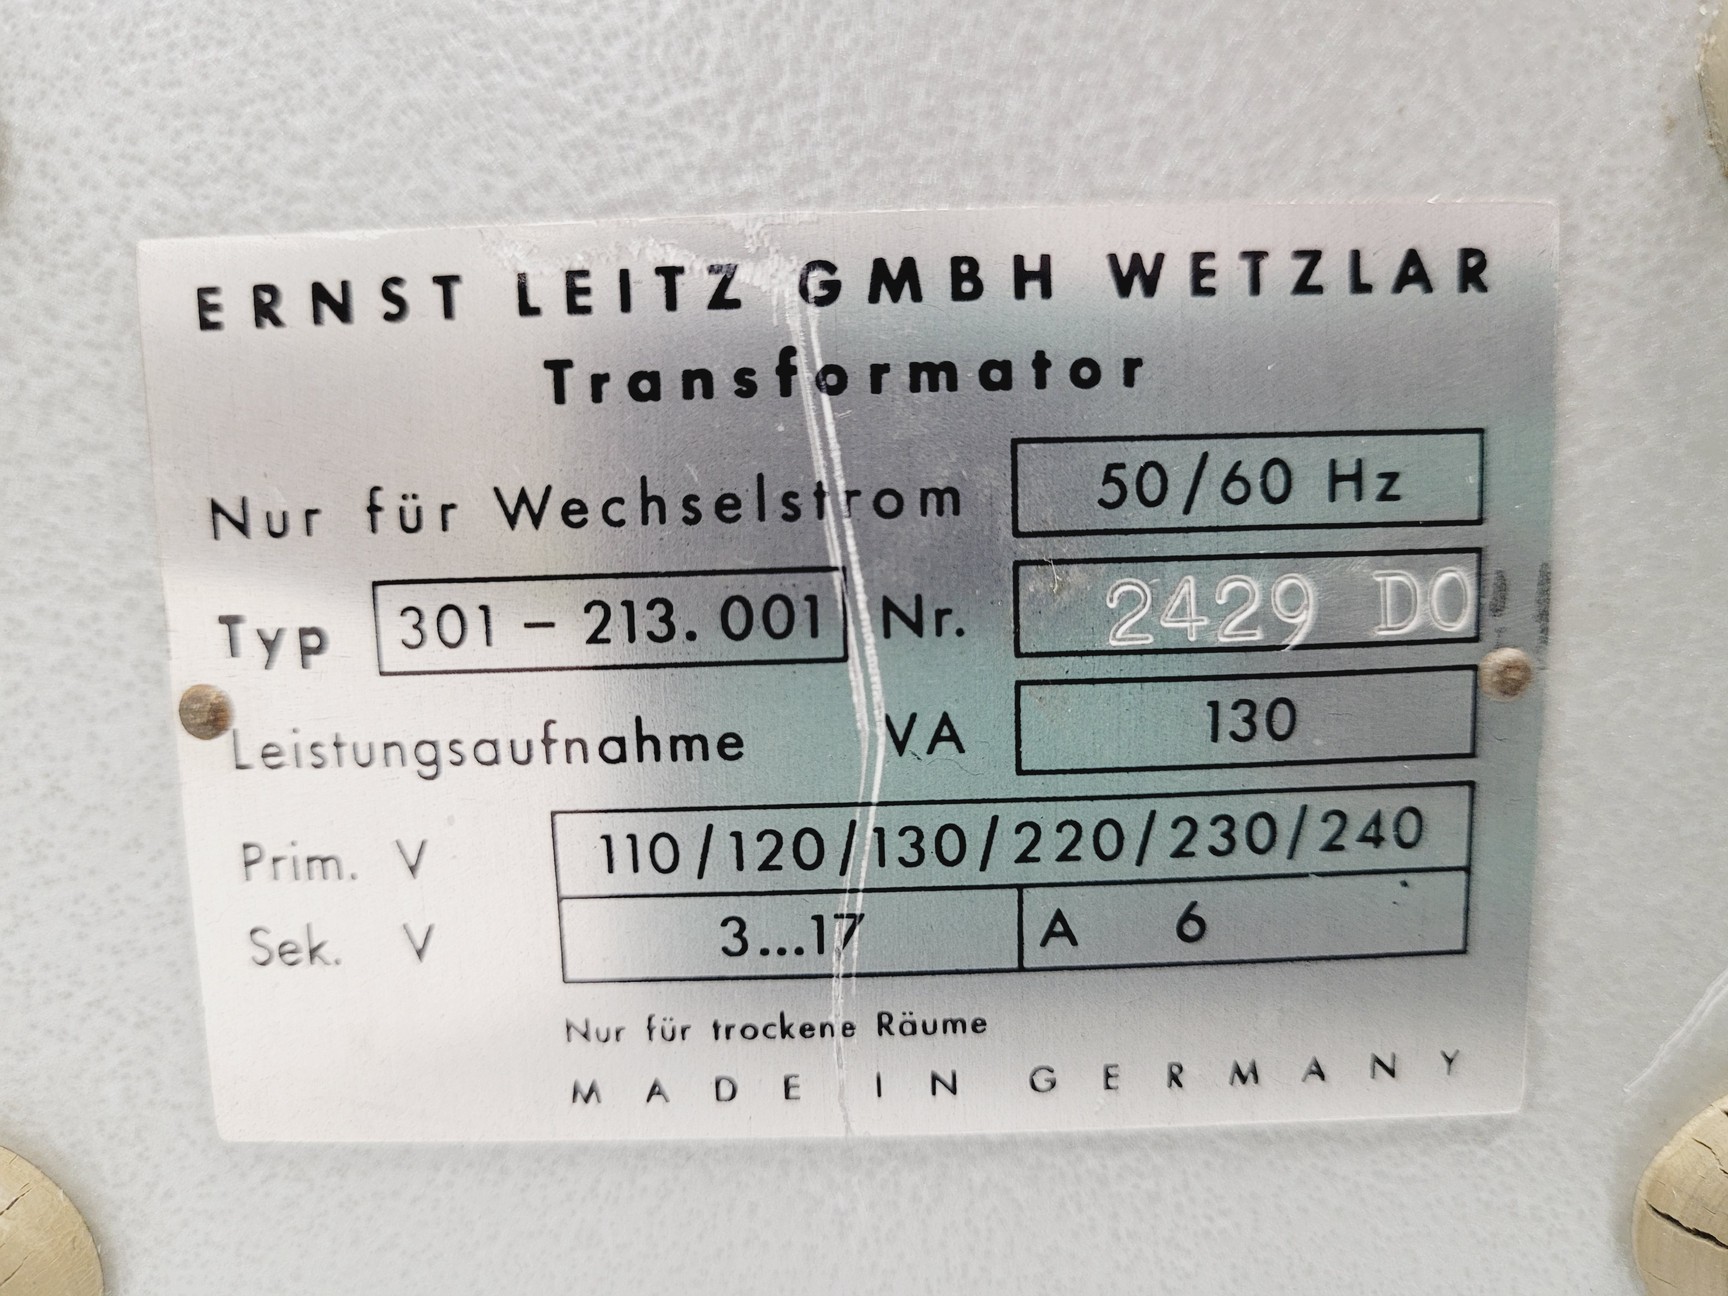 ERNST LEITZ GMBH WETZLAR
Transformator
Nur für Wechselstrom 50/60 Hz
Typ 301 - 213. 001 Nr. 2429 DO
Leistungsaufnahme VA 130
Prim. V 110/120/130/220/230/240
Sek. V 3...17 A 6
Nur für trockene Räume
MADE IN GERMANY